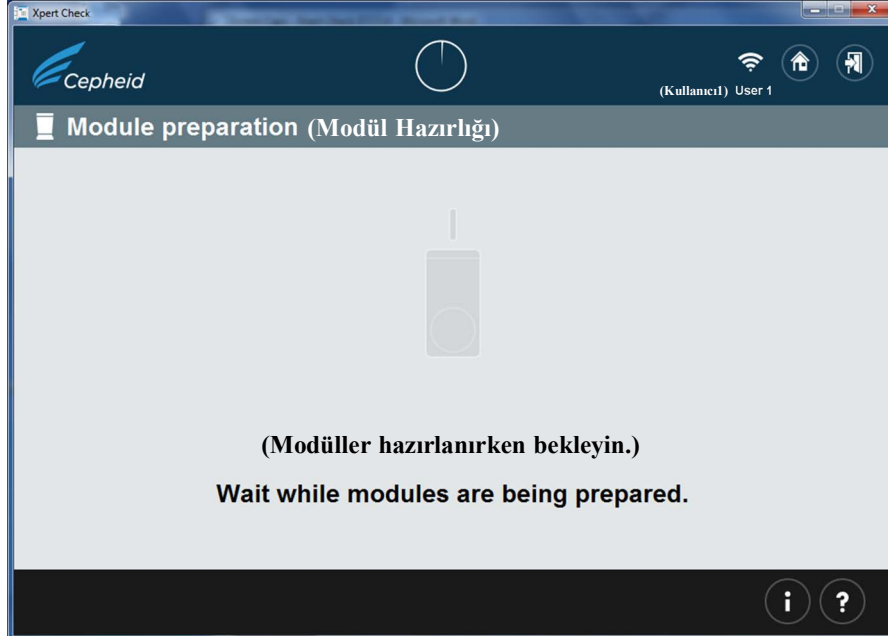 Xpert Check
Cepheid
(Kullanıcı1) User 1
Module preparation (Modül Hazırlığı)
(Modüller hazırlanırken bekleyin.)
Wait while modules are being prepared.
i ?